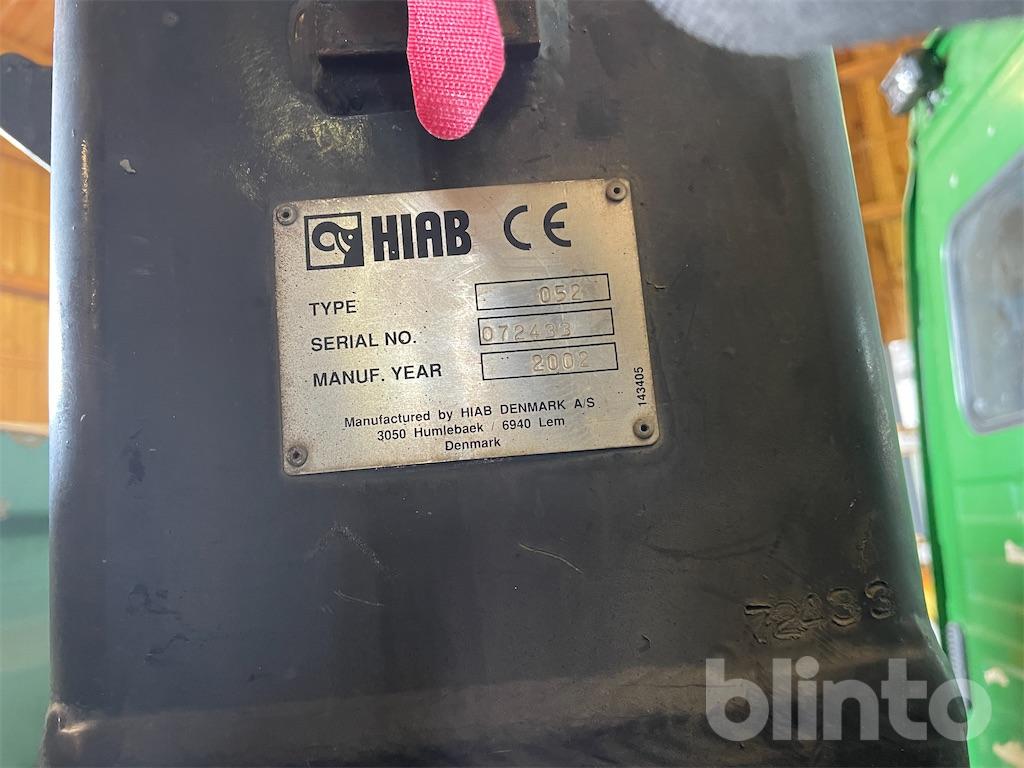 HIAB CE
TYPE 052
SERIAL NO. 072433
MANUF. YEAR 2002
Manufactured by HIAB DENMARK A/S
3050 Humlebaek / 6940 Lem
Denmark
143405
72433
blinto